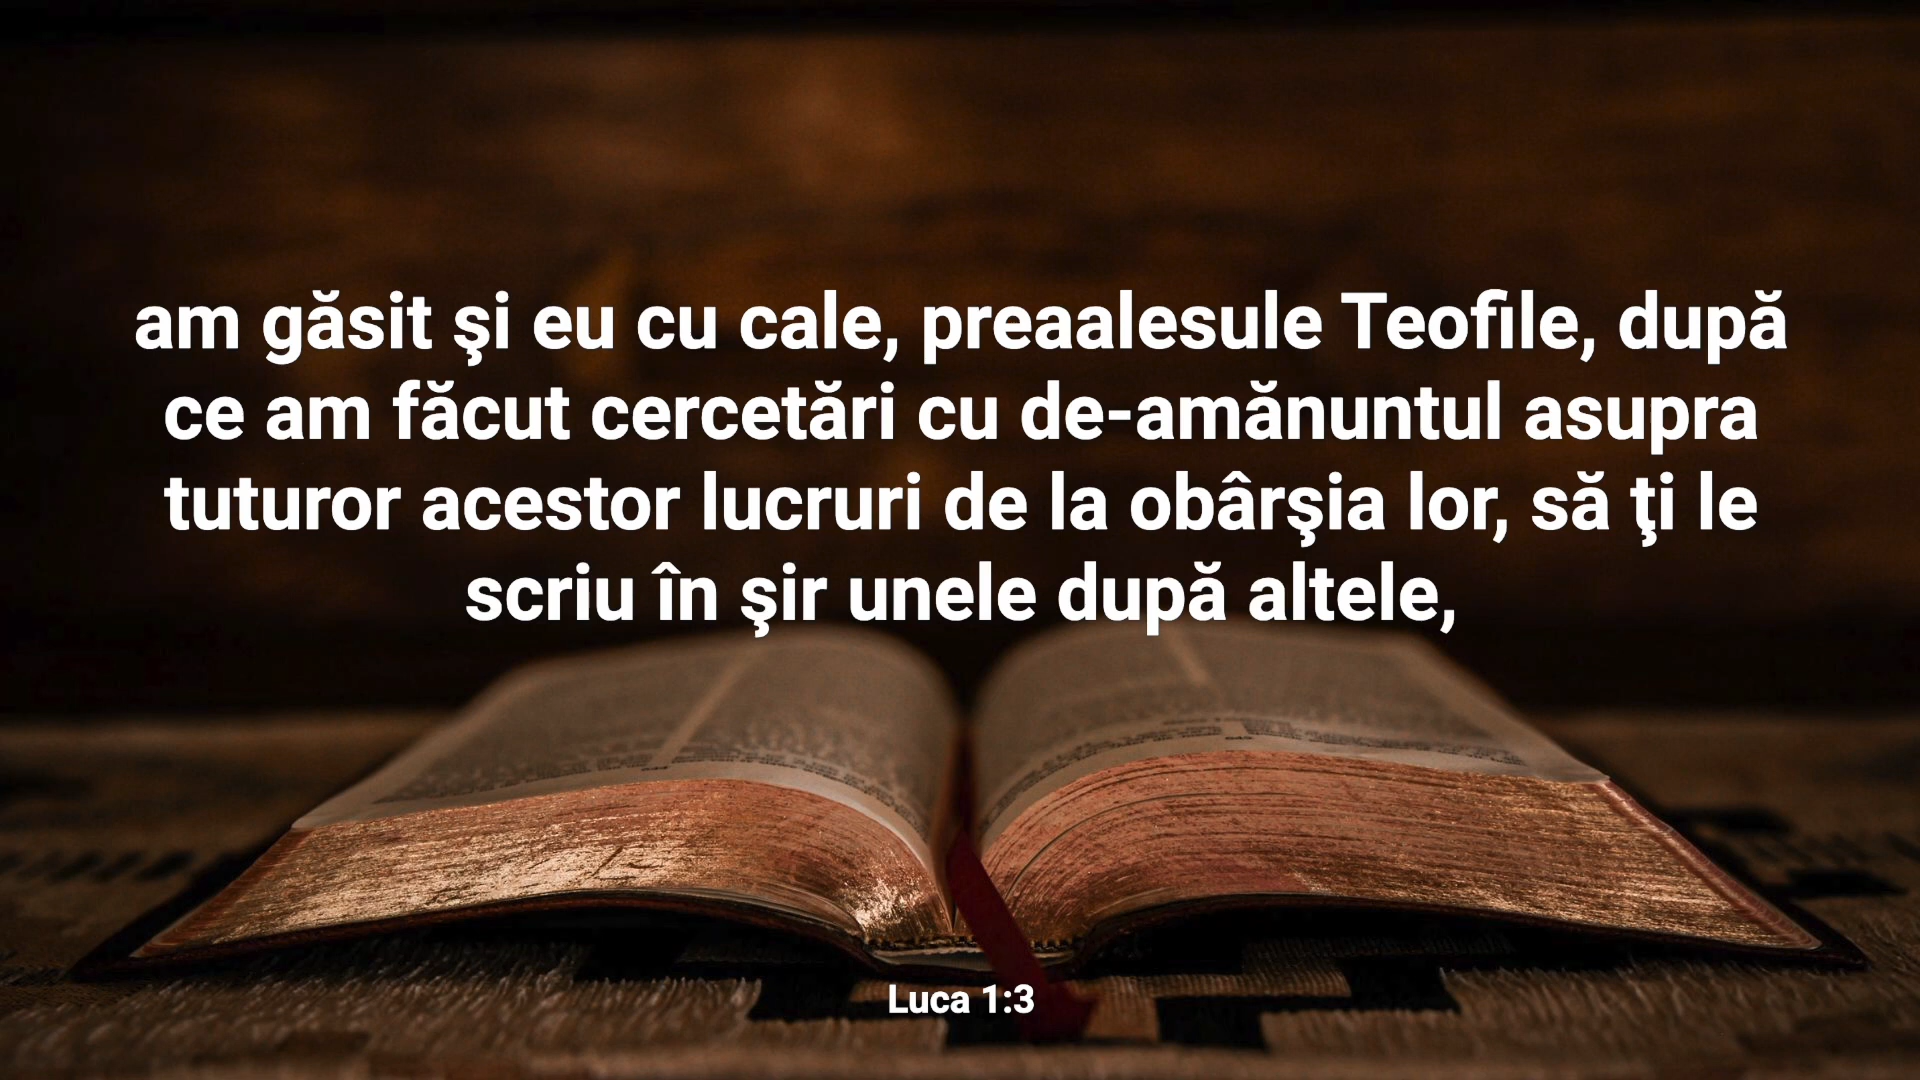 am găsit şi eu cu cale, preaalesule Teofile, după
ce am făcut cercetări cu de-amănuntul asupra
tuturor acestor lucruri de la obârşia lor, să ţi le
scriu în şir unele după altele,
Luca 1:3